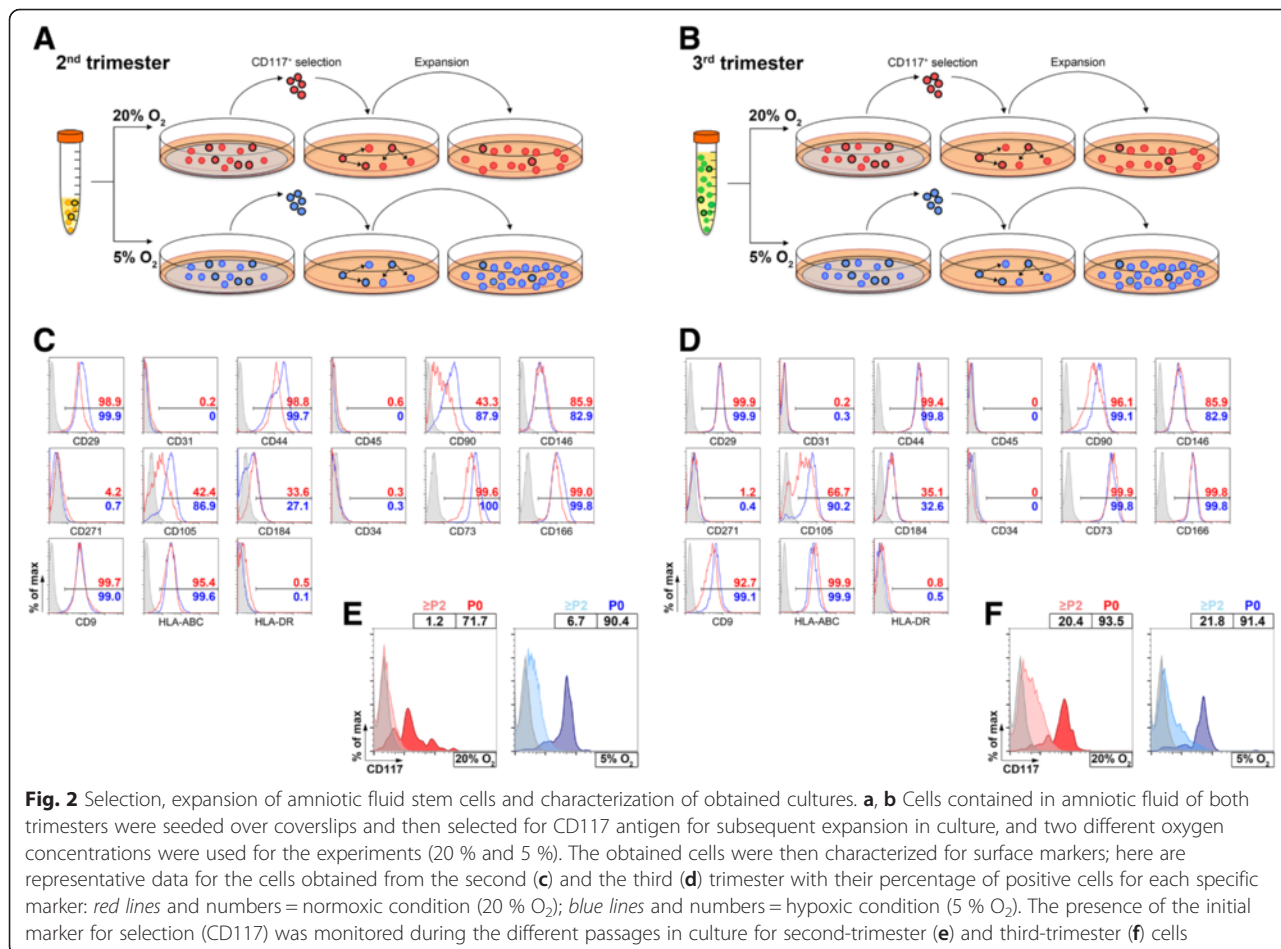 A
2nd trimester
CD117+ selection
Expansion
20% O2
5% O2
B
3rd trimester
CD117+ selection
Expansion
20% O2
5% O2
C
98.9
99.9
CD29
0.2
0
CD31
98.8
99.7
CD44
0.6
0
CD45
43.3
87.9
CD90
85.9
82.9
CD146
4.2
0.7
CD271
42.4
86.9
CD105
33.6
27.1
CD184
0.3
0.3
CD34
99.6
100
CD73
99.0
99.8
CD166
% of max
99.7
99.0
CD9
95.4
99.6
HLA-ABC
0.5
0.1
HLA-DR
D
99.9
99.9
CD29
0.2
0.3
CD31
99.4
99.8
CD44
0
0
CD45
96.1
99.1
CD90
85.9
82.9
CD146
1.2
0.4
CD271
66.7
90.2
CD105
35.1
32.6
CD184
0
0
CD34
99.9
99.8
CD73
99.8
99.8
CD166
% of max
92.7
99.1
CD9
99.9
99.9
HLA-ABC
0.8
0.5
HLA-DR
E
≥P2 P0
1.2 71.7
≥P2 P0
6.7 90.4
% of max
CD117
20% O2
5% O2
F
≥P2 P0
20.4 93.5
≥P2 P0
21.8 91.4
% of max
CD117
20% O2
5% O2
Fig. 2 Selection, expansion of amniotic fluid stem cells and characterization of obtained cultures. a, b Cells contained in amniotic fluid of both
trimesters were seeded over coverslips and then selected for CD117 antigen for subsequent expansion in culture, and two different oxygen
concentrations were used for the experiments (20 % and 5 %). The obtained cells were then characterized for surface markers; here are
representative data for the cells obtained from the second (c) and the third (d) trimester with their percentage of positive cells for each specific
marker: red lines and numbers = normoxic condition (20 % O2); blue lines and numbers = hypoxic condition (5 % O2). The presence of the initial
marker for selection (CD117) was monitored during the different passages in culture for second-trimester (e) and third-trimester (f) cells